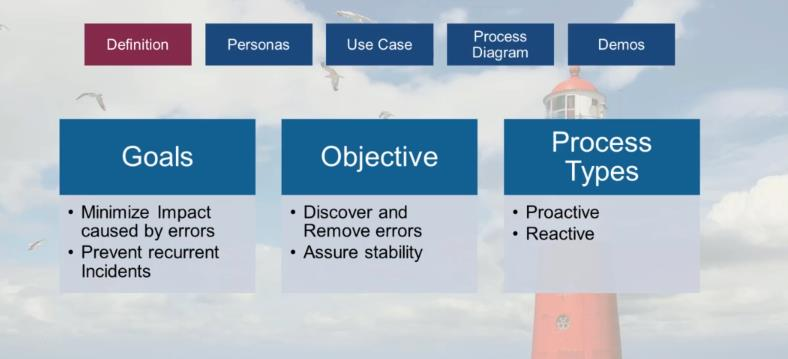 Definition
Personas
Use Case
Process
Diagram
Demos
Goals
• Minimize Impact
caused by errors
• Prevent recurrent
Incidents
Objective
• Discover and
Remove errors
• Assure stability
Process
Types
• Proactive
• Reactive